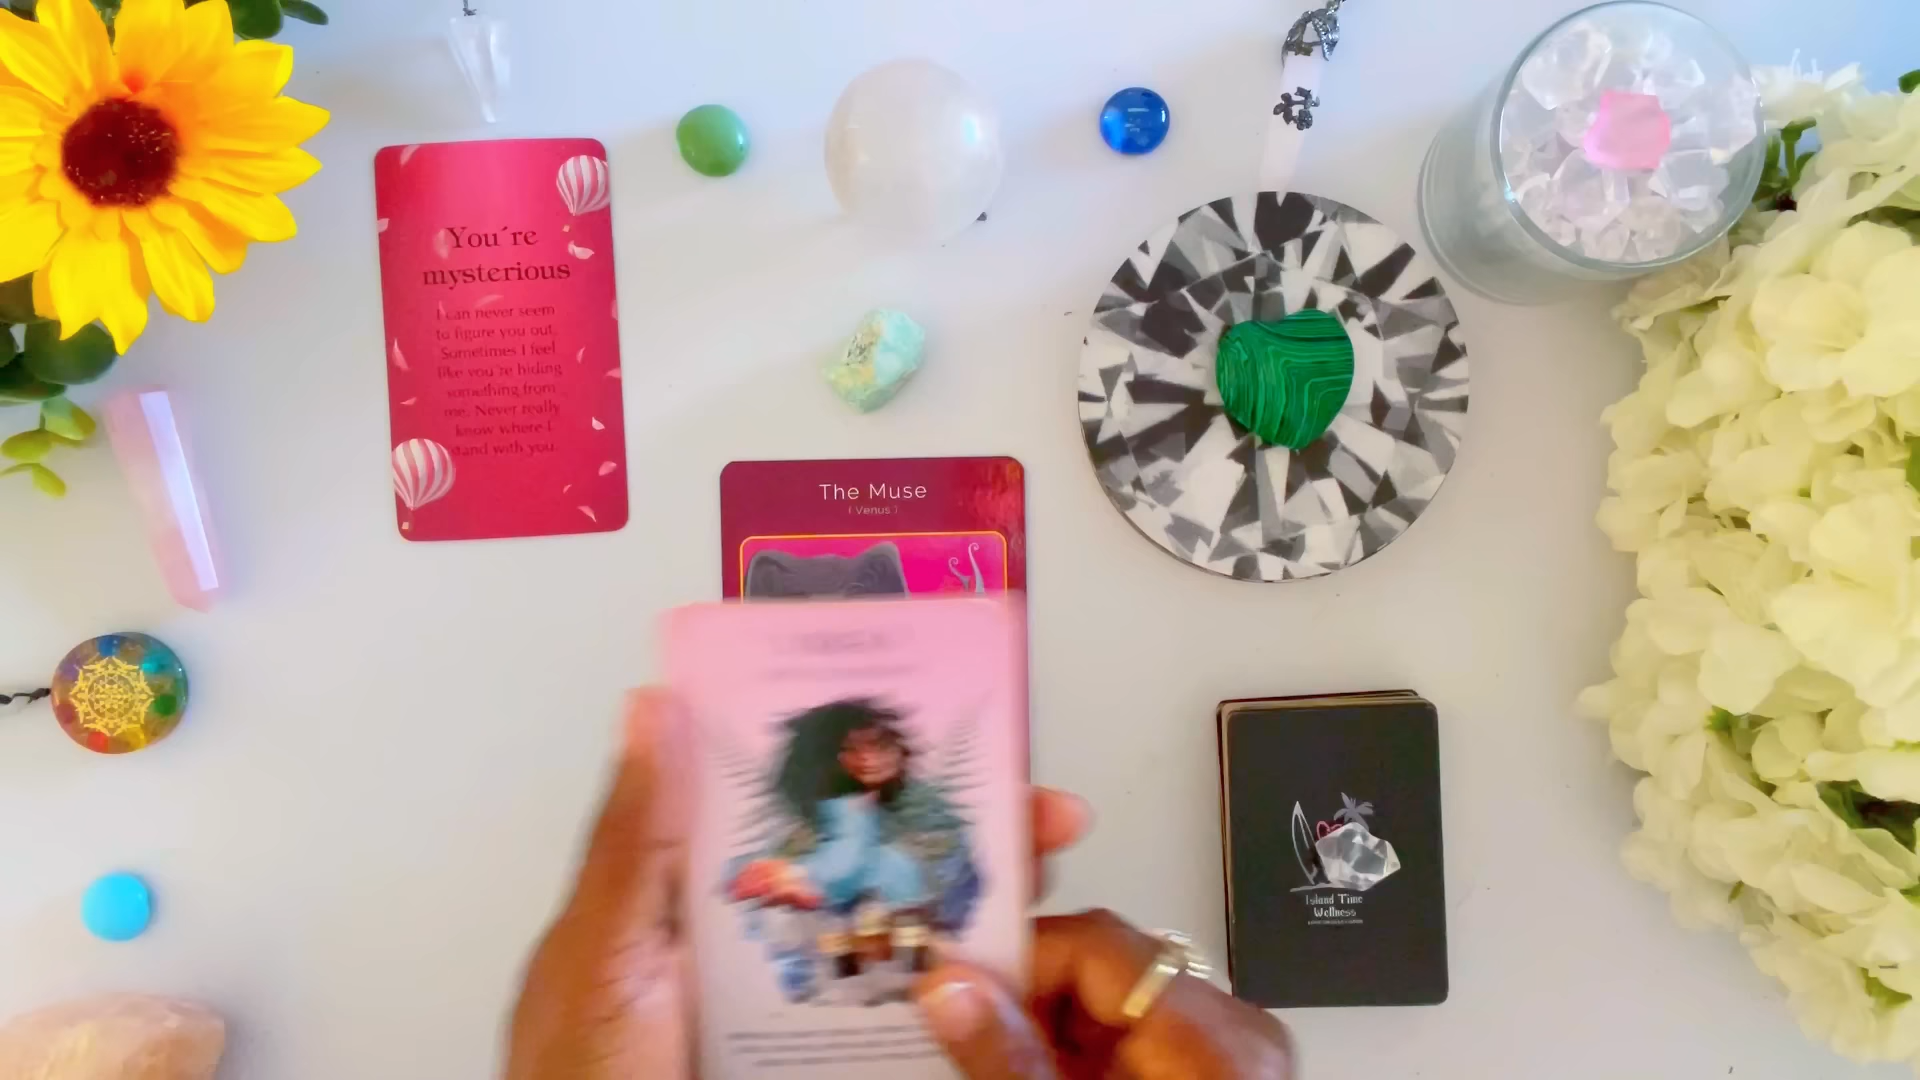 You´re
mysterious
I can never seem
to figure you out.
Sometimes I feel
like you're hiding
something from
me. Never really
know where I
stand with you.
The Muse
( Venus )
Island Time
Wellness